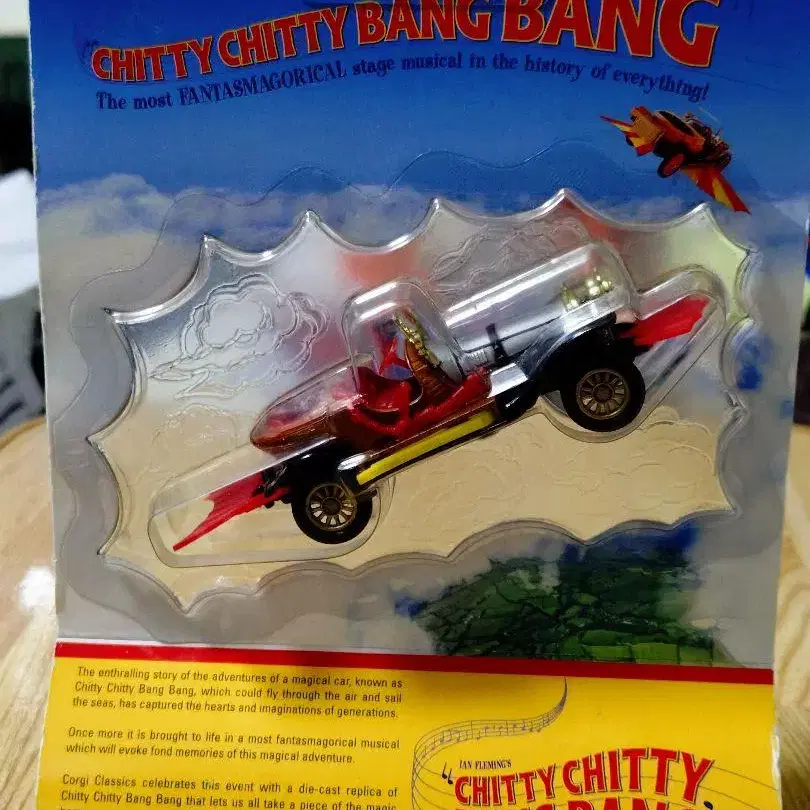 "CHITTY CHITTY BANG BANG
The most FANTASMAGORICAL stage musical in the history of everything!
The enthralling story of the adventures of a magical car, known as
Chitty Chitty Bang Bang, which could fly through the air and sail
the seas, has captured the hearts and imaginations of generations.
Once more it is brought to life in a most fantasmagorical musical
which will evoke fond memories of this magical adventure.
Corgi Classics celebrates this event with a die-cast replica of
Chitty Chitty Bang Bang that lets us all take a piece of the magic
IAN FLEMING'S
"CHITTY CHITTY
BANG BANG"